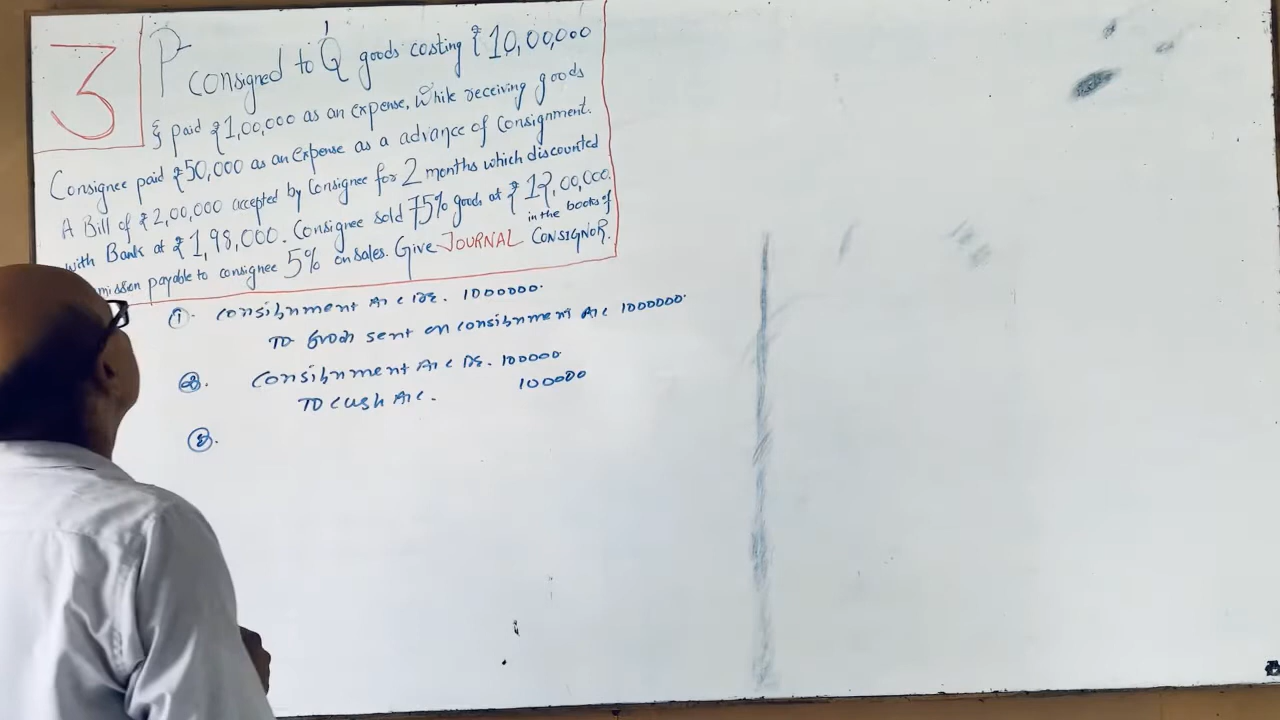 3
P consigned to Q goods costing ₹10,00,000
& paid ₹1,00,000 as an expense, While receiving goods
Consignee paid ₹50,000 as an Expense as a advance of Consignment.
A Bill of ₹2,00,000 accepted by Consignee for 2 months which discounted
with Bank at ₹1,98,000. Consignee sold 75% goods at ₹12,00,000.
mission payable to consignee 5% on sales. Give JOURNAL in the books of CONSIGNOR.
①. Consignment A/c Dr. 1000000.
To Goods sent on consignment A/c 1000000.
②. Consignment A/c Dr. 100000
To cash A/c. 100000
③.